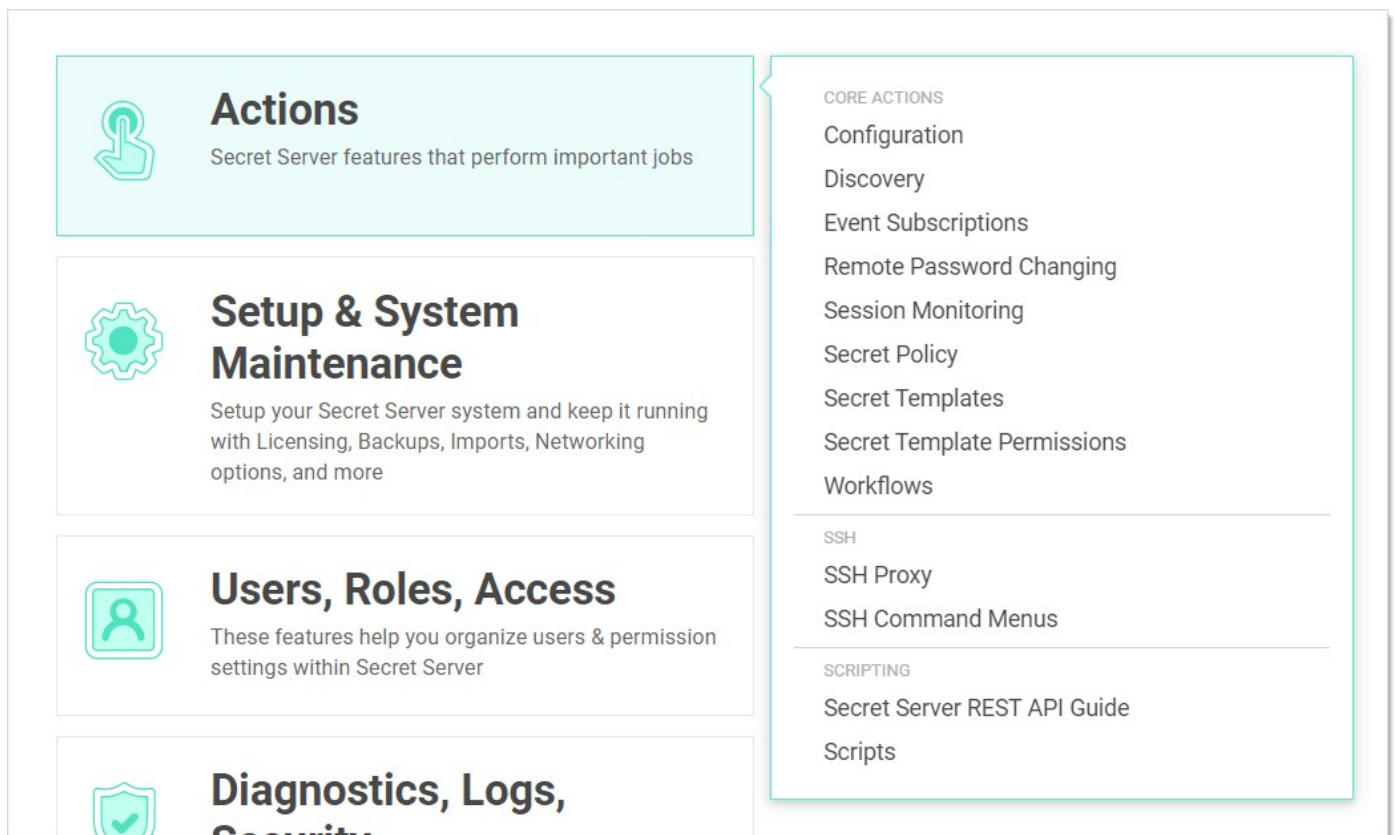 Actions
Secret Server features that perform important jobs
Setup & System
Maintenance
Setup your Secret Server system and keep it running
with Licensing, Backups, Imports, Networking
options, and more
Users, Roles, Access
These features help you organize users & permission
settings within Secret Server
Diagnostics, Logs,
Security
CORE ACTIONS
Configuration
Discovery
Event Subscriptions
Remote Password Changing
Session Monitoring
Secret Policy
Secret Templates
Secret Template Permissions
Workflows
SSH
SSH Proxy
SSH Command Menus
SCRIPTING
Secret Server REST API Guide
Scripts